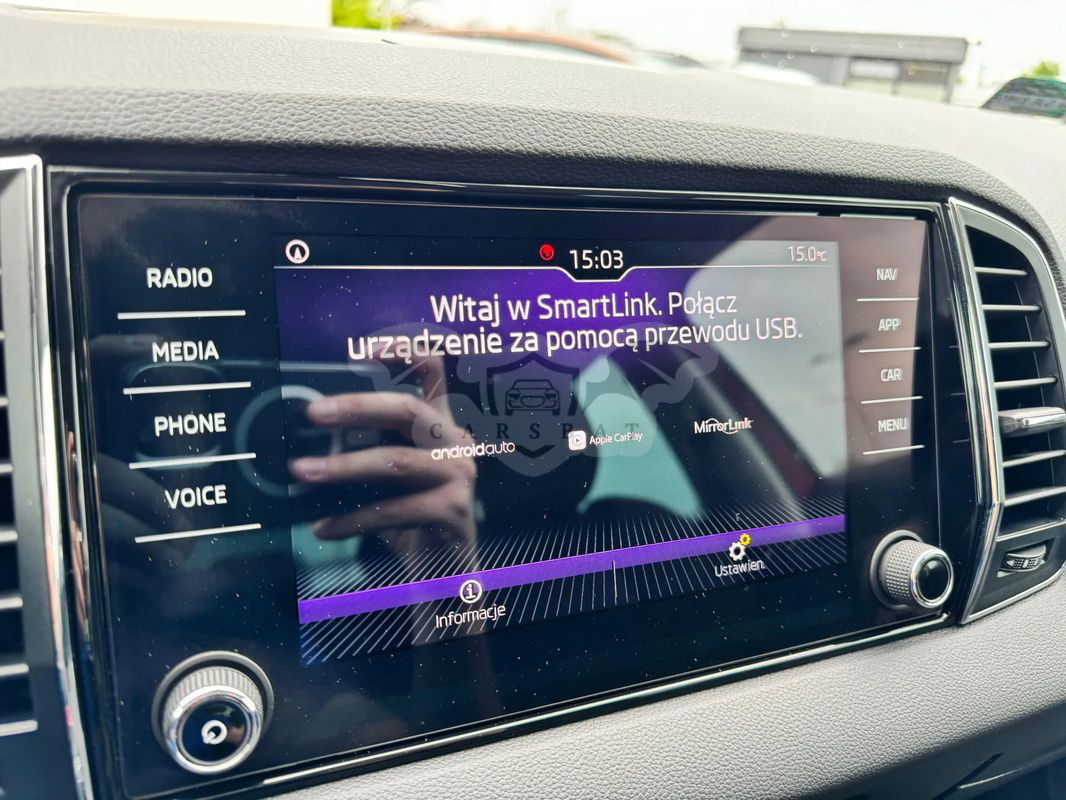 15:03
15.0°C
RADIO
MEDIA
PHONE
VOICE
Witaj w SmartLink. Połącz
urządzenie za pomocą przewodu USB.
CARSBAT
androidauto
Apple CarPlay
MirrorLink
Informacje
Ustawien.
NAV
APP
CAR
MENU